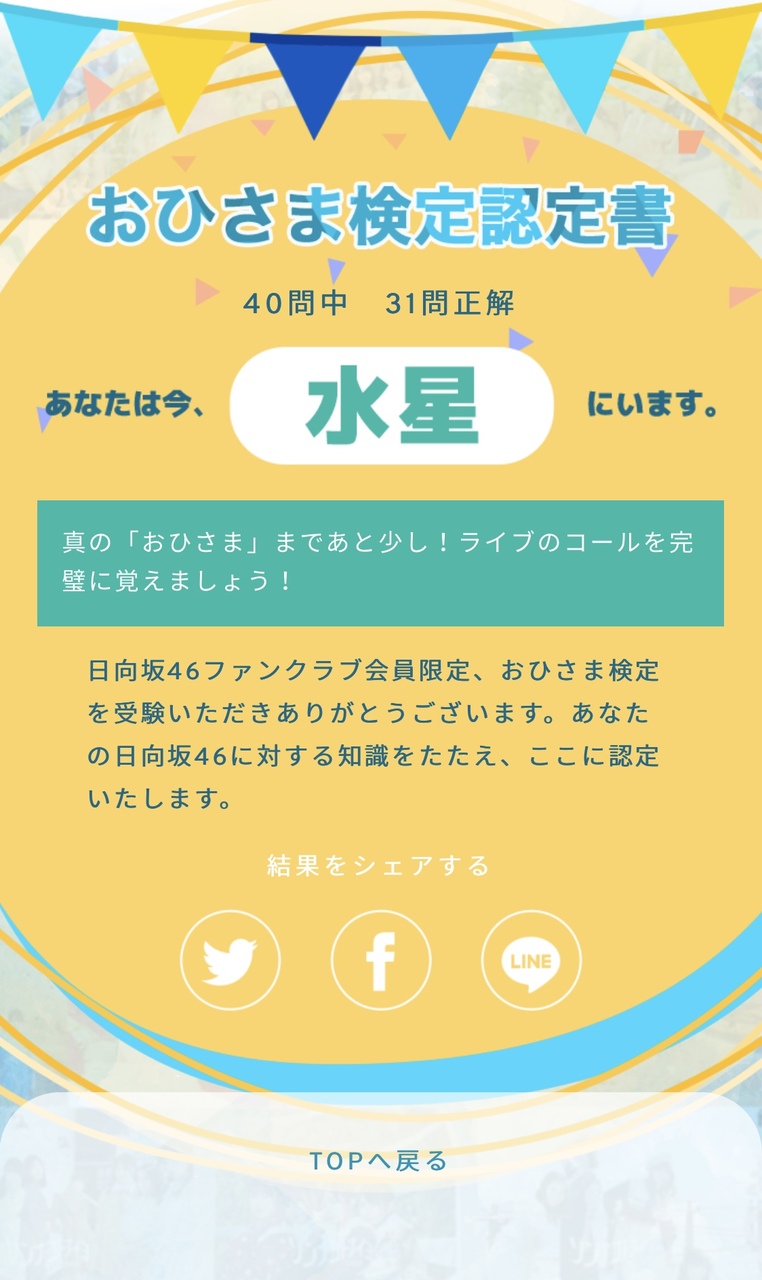 おひさま検定認定書
40問中　31問正解
あなたは今、 水星 にいます。
真の「おひさま」まであと少し！ライブのコールを完
璧に覚えましょう！
日向坂46ファンクラブ会員限定、おひさま検定
を受験いただきありがとうございます。あなた
の日向坂46に対する知識をたたえ、ここに認定
いたします。
結果をシェアする
LINE
TOPへ戻る